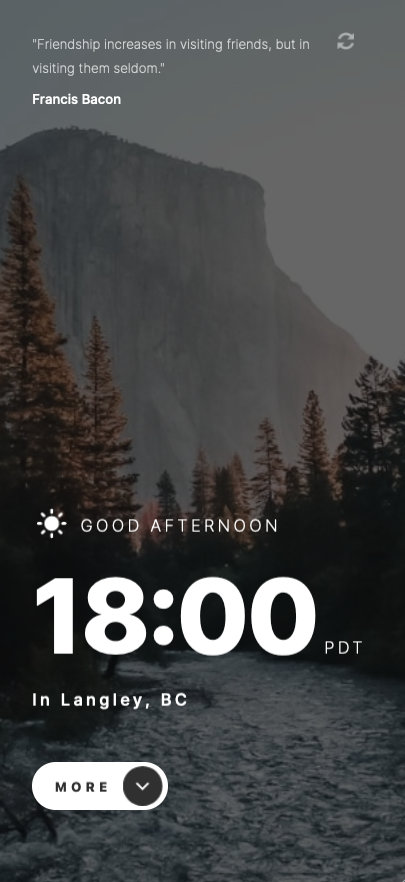 "Friendship increases in visiting friends, but in
visiting them seldom."
Francis Bacon
GOOD AFTERNOON
18:00 PDT
In Langley, BC
MORE